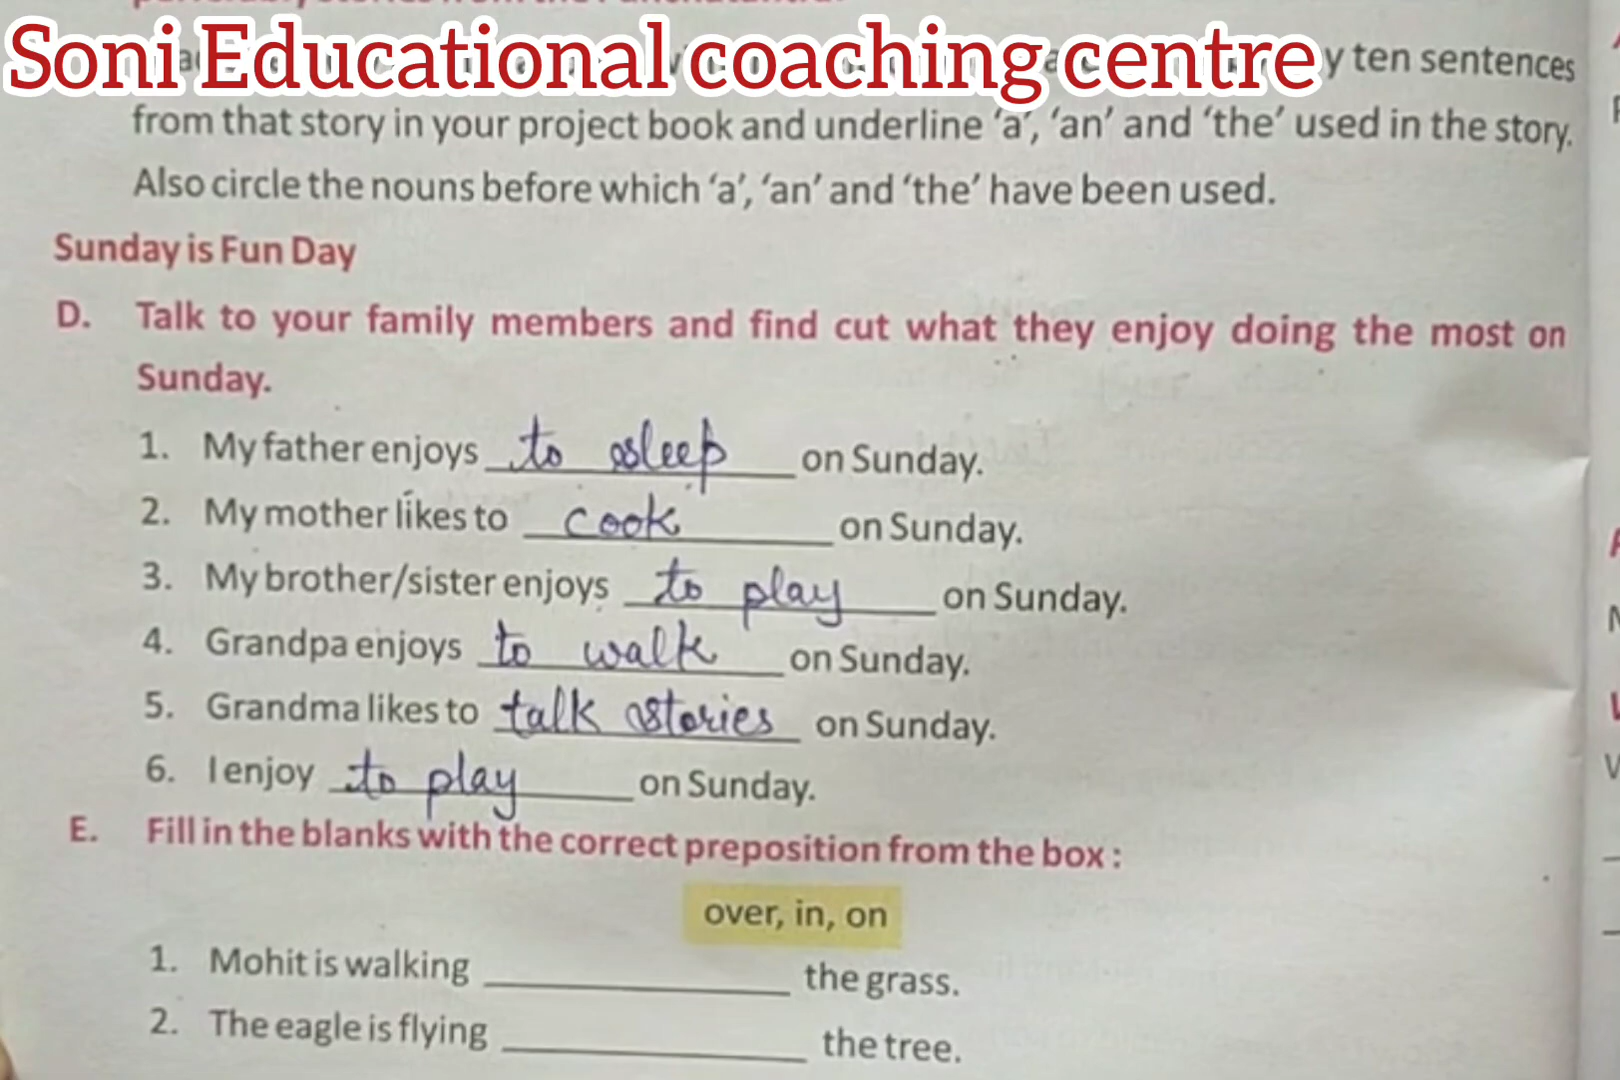 Soni Educational coaching centre
y ten sentences
from that story in your project book and underline ‘a’, ‘an’ and ‘the’ used in the story.
Also circle the nouns before which ‘a’, ‘an’ and ‘the’ have been used.
Sunday is Fun Day
D. Talk to your family members and find cut what they enjoy doing the most on
Sunday.
1. My father enjoys to sleep on Sunday.
2. My mother likes to cook on Sunday.
3. My brother/sister enjoys to play on Sunday.
4. Grandpa enjoys to walk on Sunday.
5. Grandma likes to talk stories on Sunday.
6. I enjoy to play on Sunday.
E. Fill in the blanks with the correct preposition from the box :
over, in, on
1. Mohit is walking ____________ the grass.
2. The eagle is flying ____________ the tree.